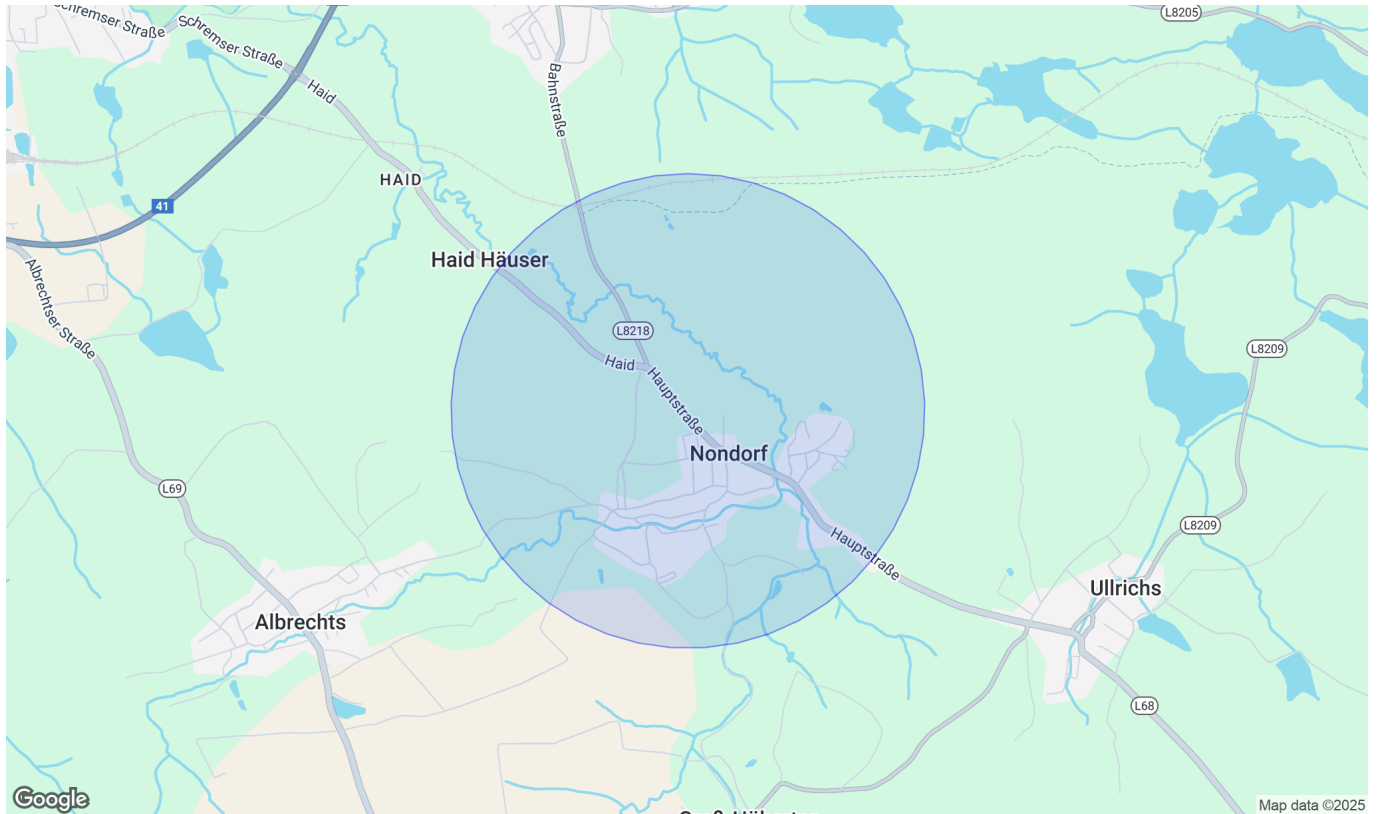 Schremser Straße
Schremser Straße
L8205
Haid
Bahnstraße
HAID
41
Haid Häuser
Albrechtser Straße
L8218
Haid
Hauptstraße
L8209
Nondorf
L69
L8209
Hauptstraße
Ullrichs
Albrechts
L68
Google
Map data ©2025